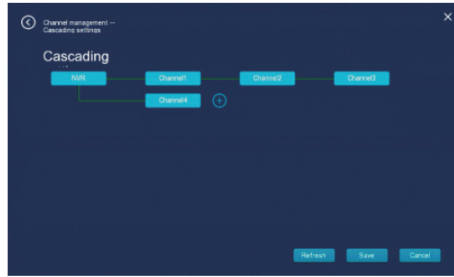 Channel management --
Cascading settings
Cascading
NVR Channel1 Channel2 Channel3
Channel4
Refresh Save Cancel